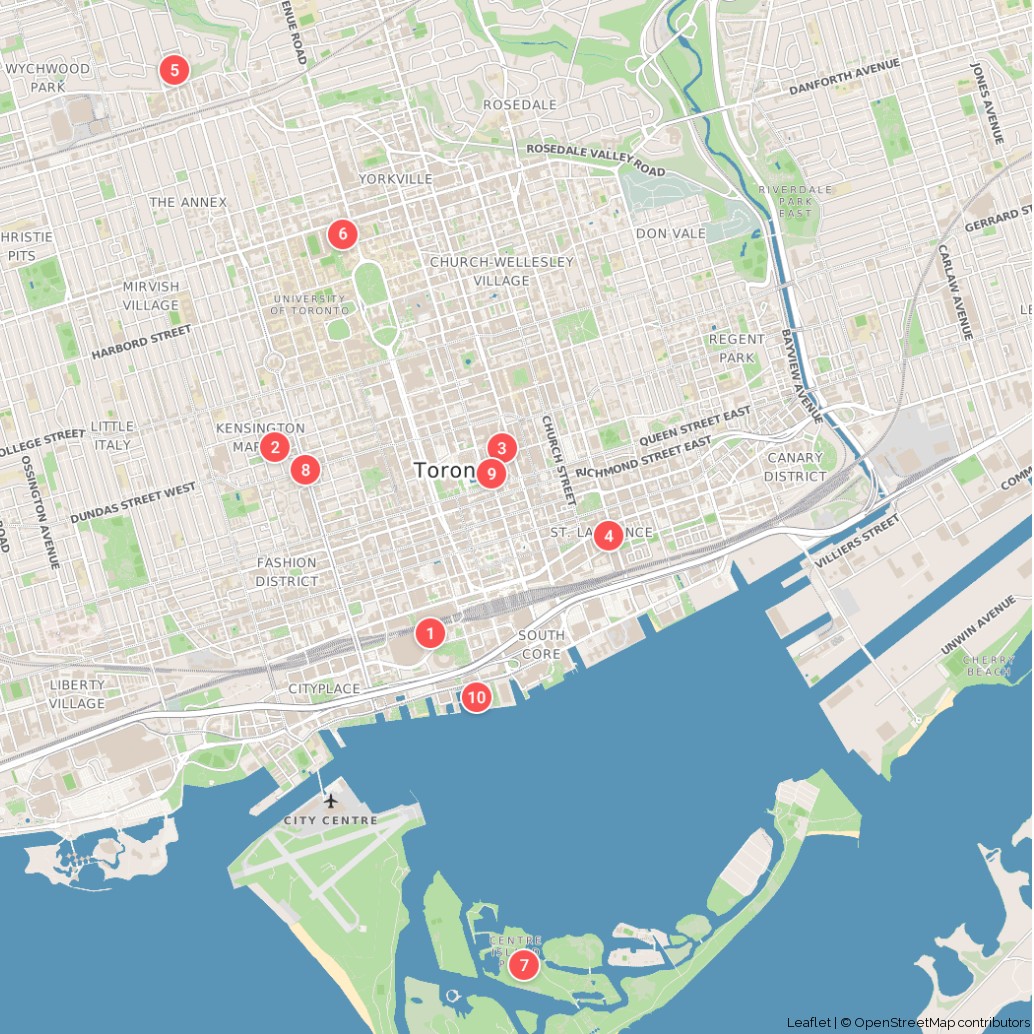 ENUE ROAD
WYCHWOOD
PARK
5
DANFORTH AVENUE
JONES AVENUE
ROSEDALE
ROSEDALE VALLEY ROAD
YORKVILLE
RIVERDALE
PARK
EAST
THE ANNEX
GERRARD ST
HRISTIE
PITS
6
DON VALE
CHURCH-WELLESLEY
VILLAGE
CARLAW AVENUE
MIRVISH
VILLAGE
UNIVERSITY
OF TORONTO
LE
HARBORD STREET
REGENT
PARK
BAYVIEW AVENUE
OLLEGE STREET
LITTLE
ITALY
KENSINGTON
MA
2
8
3
Toron
9
CHURCH STREET
QUEEN STREET EAST
RICHMOND STREET EAST
CANARY
DISTRICT
COMM
OSSINGTON AVENUE
DUNDAS STREET WEST
ROAD
ST. LA
4
NCE
VILLIERS STREET
FASHION
DISTRICT
UNWIN AVENUE
1
SOUTH
CORE
CHERRY
BEACH
LIBERTY
VILLAGE
CITYPLACE
10
CITY CENTRE
CENTRE
ISL
D
P
7
Leaflet | © OpenStreetMap contributors